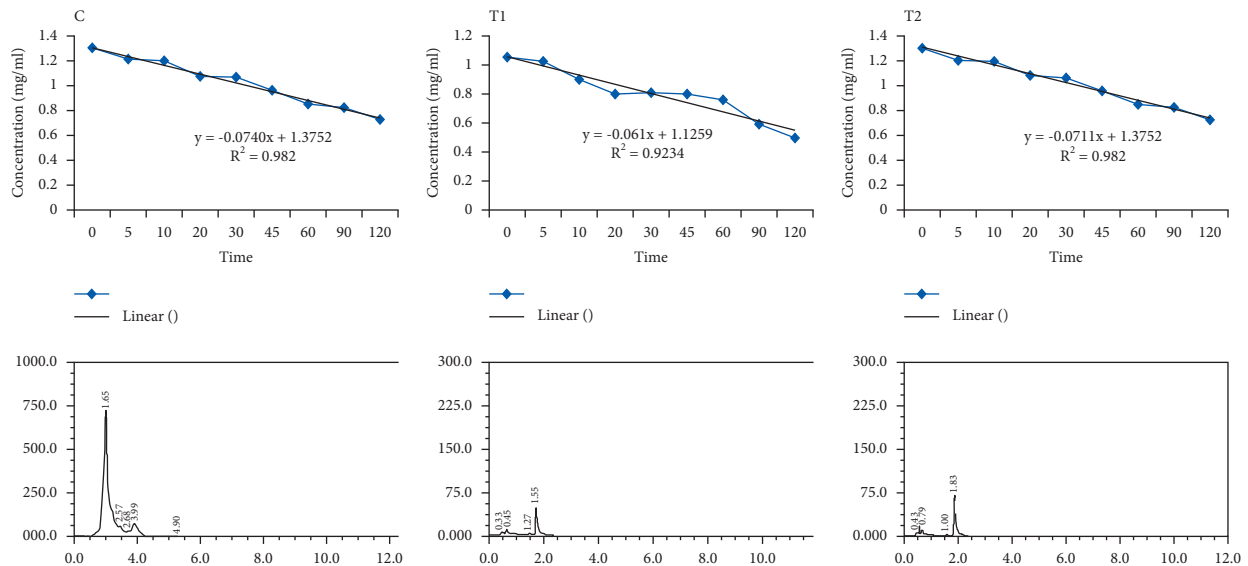 C
Concentration (mg/ml)
1.4
1.2
1
0.8
0.6
0.4
0.2
0
y = -0.0740x + 1.3752
R² = 0.982
0 5 10 20 30 45 60 90 120
Time
Linear ()
T1
Concentration (mg/ml)
1.2
1
0.8
0.6
0.4
0.2
0
y = -0.061x + 1.1259
R² = 0.9234
0 5 10 20 30 45 60 90 120
Time
Linear ()
T2
Concentration (mg/ml)
1.4
1.2
1
0.8
0.6
0.4
0.2
0
y = -0.0711x + 1.3752
R² = 0.982
0 5 10 20 30 45 60 90 120
Time
Linear ()
1000.0
750.0
500.0
250.0
000.0
1.65
2.57
2.68
3.99
4.90
0.0 2.0 4.0 6.0 8.0 10.0 12.0
300.0
225.0
150.0
75.0
0.000
0.33
0.45
1.27
1.55
0.0 2.0 4.0 6.0 8.0 10.0
300.0
225.0
150.0
75.0
0.000
0.43
0.79
1.00
1.83
0.0 2.0 4.0 6.0 8.0 10.0 12.0